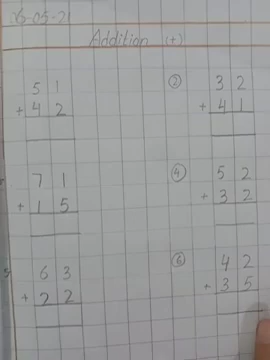 Addition (+)
5 1
+ 4 2
② 3 2
+ 4 1
7 1
+ 1 5
④ 5 2
+ 3 2
6 3
+ 2 2
⑥ 4 2
+ 3 5